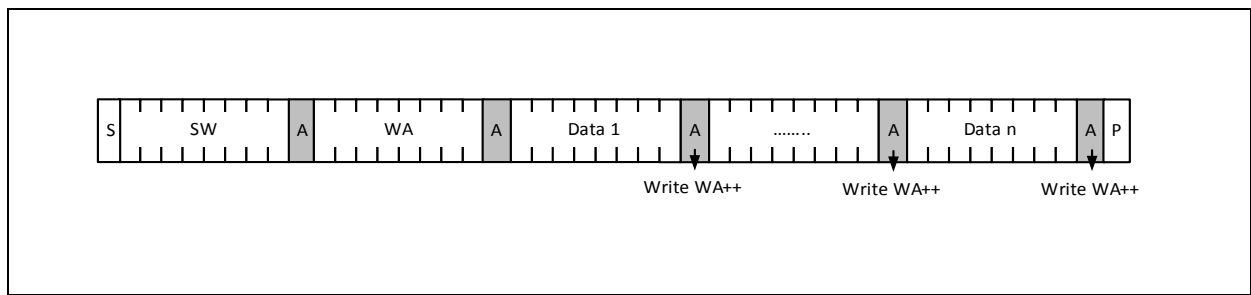 S SW A WA A Data 1 A …….. A Data n A P
Write WA++ Write WA++ Write WA++